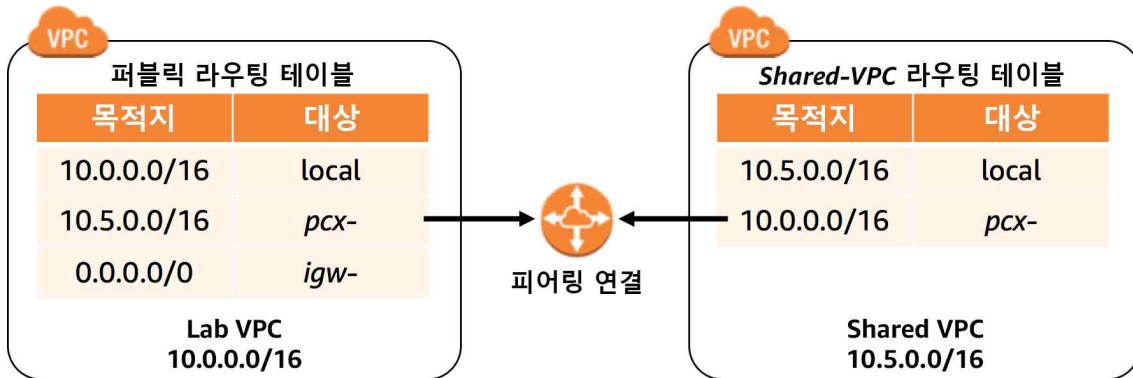 VPC
퍼블릭 라우팅 테이블
목적지 대상
10.0.0.0/16 local
10.5.0.0/16 pcx-
0.0.0.0/0 igw-
Lab VPC
10.0.0.0/16
피어링 연결
VPC
Shared-VPC 라우팅 테이블
목적지 대상
10.5.0.0/16 local
10.0.0.0/16 pcx-
Shared VPC
10.5.0.0/16